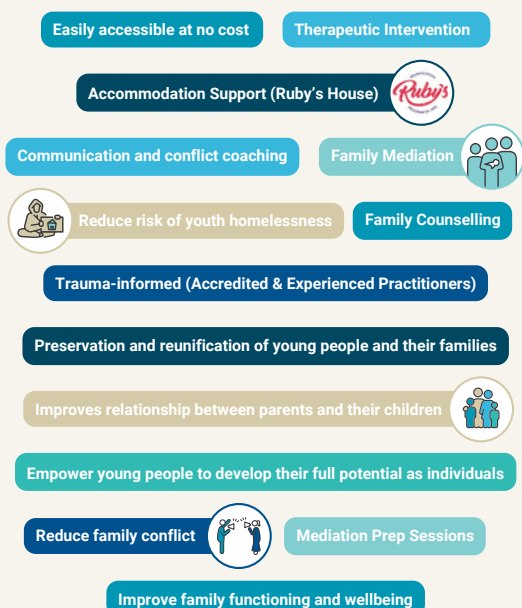 Easily accessible at no cost
Therapeutic Intervention
Accommodation Support (Ruby's House)
Ruby's
Communication and conflict coaching
Family Mediation
Reduce risk of youth homelessness
Family Counselling
Trauma-informed (Accredited & Experienced Practitioners)
Preservation and reunification of young people and their families
Improves relationship between parents and their children
Empower young people to develop their full potential as individuals
Reduce family conflict
Mediation Prep Sessions
Improve family functioning and wellbeing